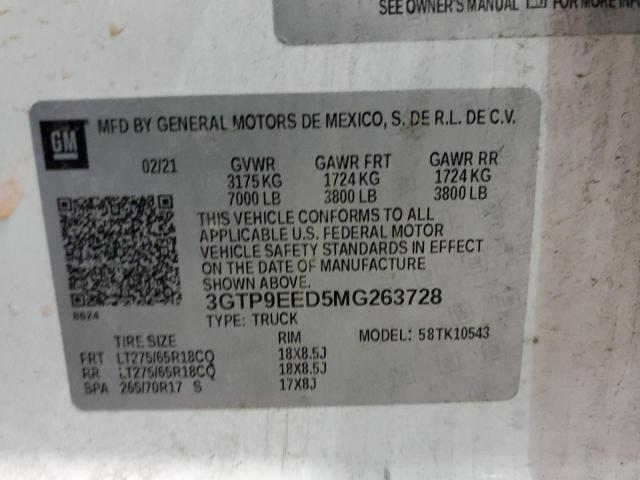 SEE OWNER'S MANUAL FOR MORE
GM
MFD BY GENERAL MOTORS DE MEXICO, S. DE R.L. DE C.V.
02/21 GVWR GAWR FRT GAWR RR
3175 KG 1724 KG 1724 KG
7000 LB 3800 LB 3800 LB
THIS VEHICLE CONFORMS TO ALL
APPLICABLE U.S. FEDERAL MOTOR
VEHICLE SAFETY STANDARDS IN EFFECT
ON THE DATE OF MANUFACTURE
SHOWN ABOVE.
3GTP9EED5MG263728
8624
TYPE: TRUCK MODEL: 58TK10543
TIRE SIZE RIM
FRT LT275/65R18CQ 18X8.5J
RR LT275/65R18CQ 18X8.5J
SPA 265/70R17 S 17X8J